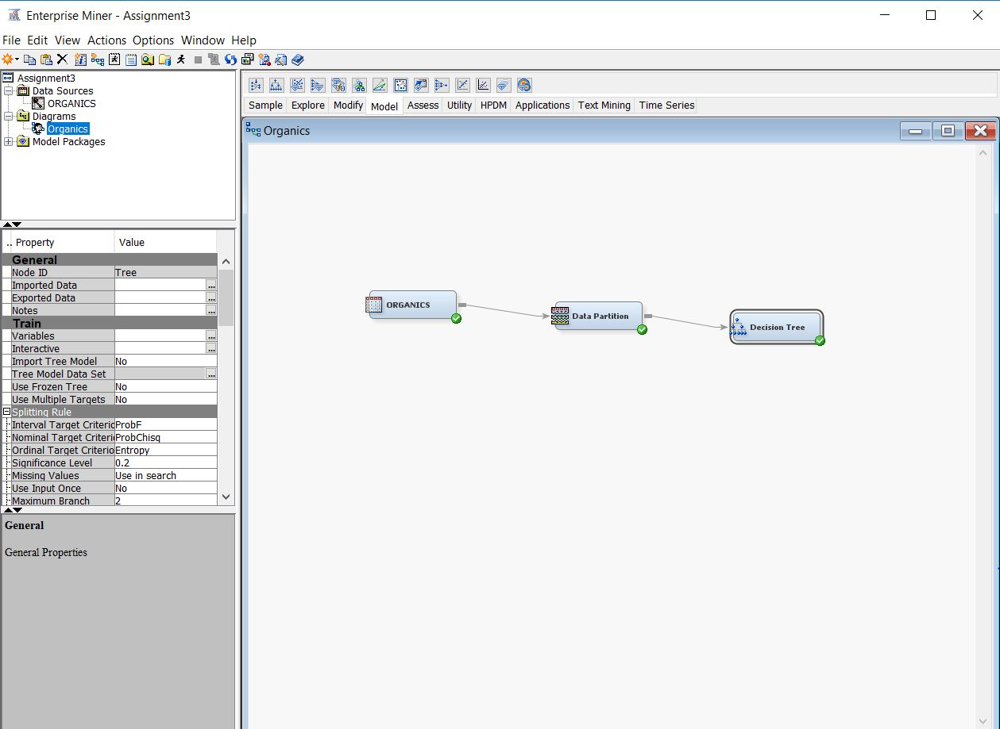 Enterprise Miner - Assignment3
File Edit View Actions Options Window Help
Assignment3
Data Sources
ORGANICS
Diagrams
Organics
Model Packages
.. Property Value
General
Node ID Tree
Imported Data ...
Exported Data ...
Notes ...
Train
Variables ...
Interactive ...
Import Tree Model No
Tree Model Data Set ...
Use Frozen Tree No
Use Multiple Targets No
Splitting Rule
Interval Target Criterio ProbF
Nominal Target Criteri ProbChisq
Ordinal Target Criterio Entropy
Significance Level 0.2
Missing Values Use in search
Use Input Once No
Maximum Branch 2
General
General Properties
Sample Explore Modify Model Assess Utility HPDM Applications Text Mining Time Series
Organics
ORGANICS
Data Partition
Decision Tree